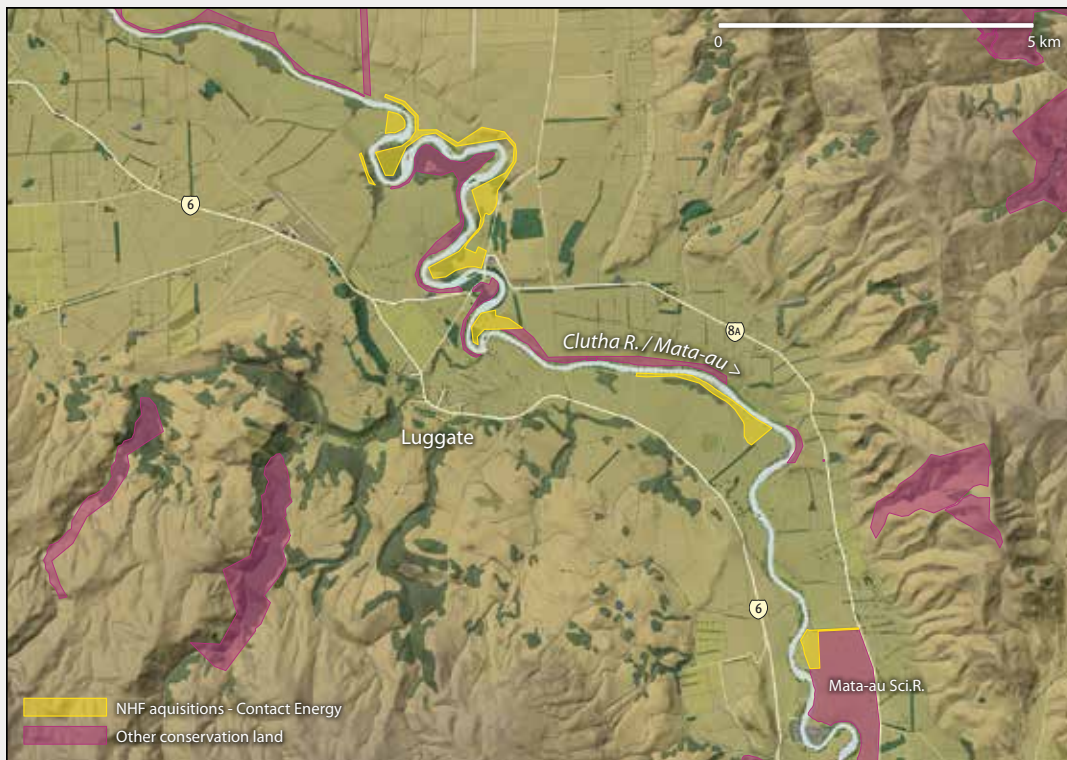 0 5 km
6
8A
Clutha R. / Mata-au >
Luggate
6
Mata-au Sci.R.
NHF aquisitions - Contact Energy
Other conservation land